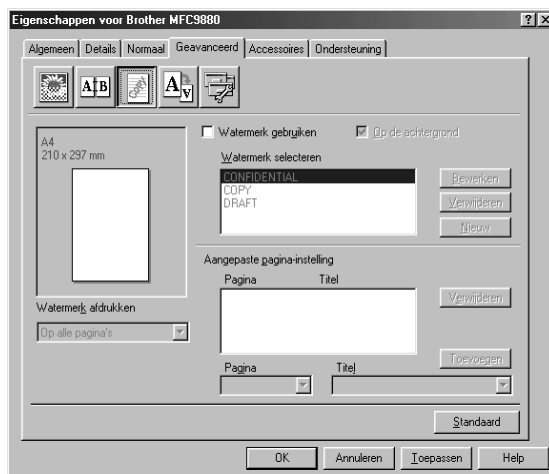 Eigenschappen voor Brother MFC9880
Algemeen Details Normaal Geavanceerd Accessoires Ondersteuning
A4
210 x 297 mm
Watermerk afdrukken
Op alle pagina's
Watermerk gebruiken Op de achtergrond
Watermerk selecteren
CONFIDENTIAL
COPY
DRAFT
Bewerken
Verwijderen
Nieuw
Aangepaste pagina-instelling
Pagina Titel
Verwijderen
Toevoegen
Pagina Titel
Standaard
OK Annuleren Toepassen Help